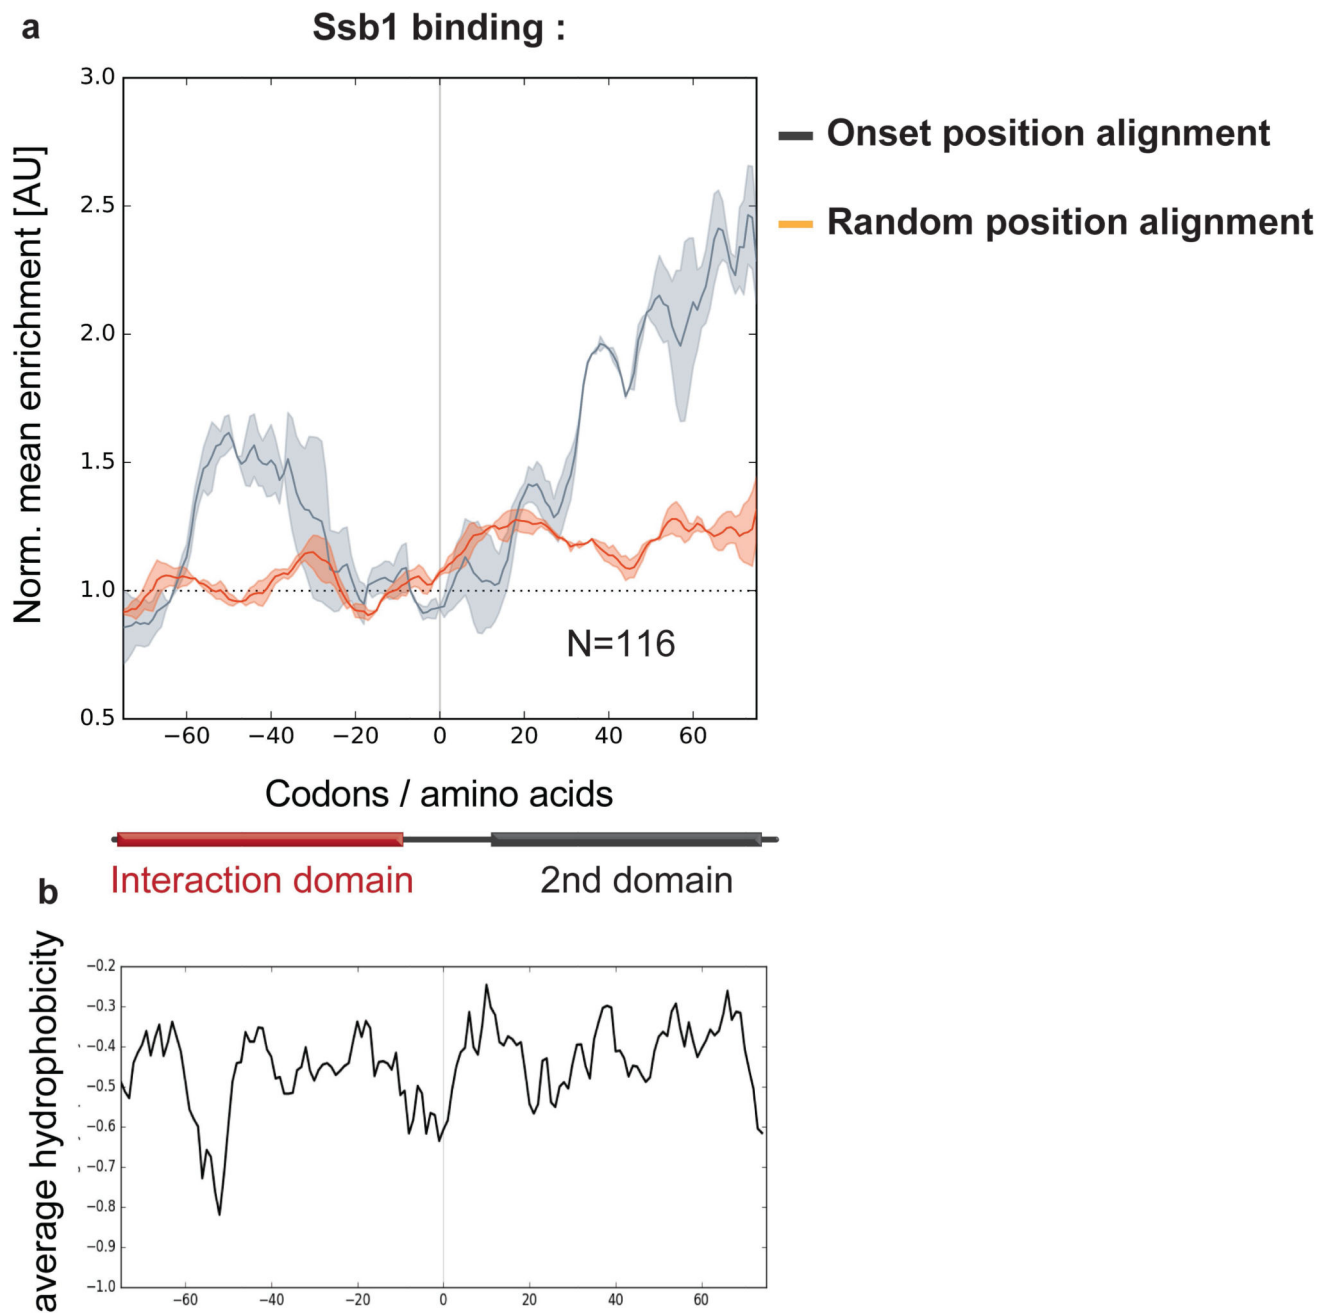 a
Ssb1 binding :
3.0
2.5
2.0
1.5
1.0
0.5
Norm. mean enrichment [AU]
Onset position alignment
Random position alignment
N=116
−60 −40 −20 0 20 40 60
Codons / amino acids
Interaction domain 2nd domain
b
average hydrophobicity
−0.2
−0.3
−0.4
−0.5
−0.6
−0.7
−0.8
−0.9
−1.0
−60 −40 −20 0 20 40 60